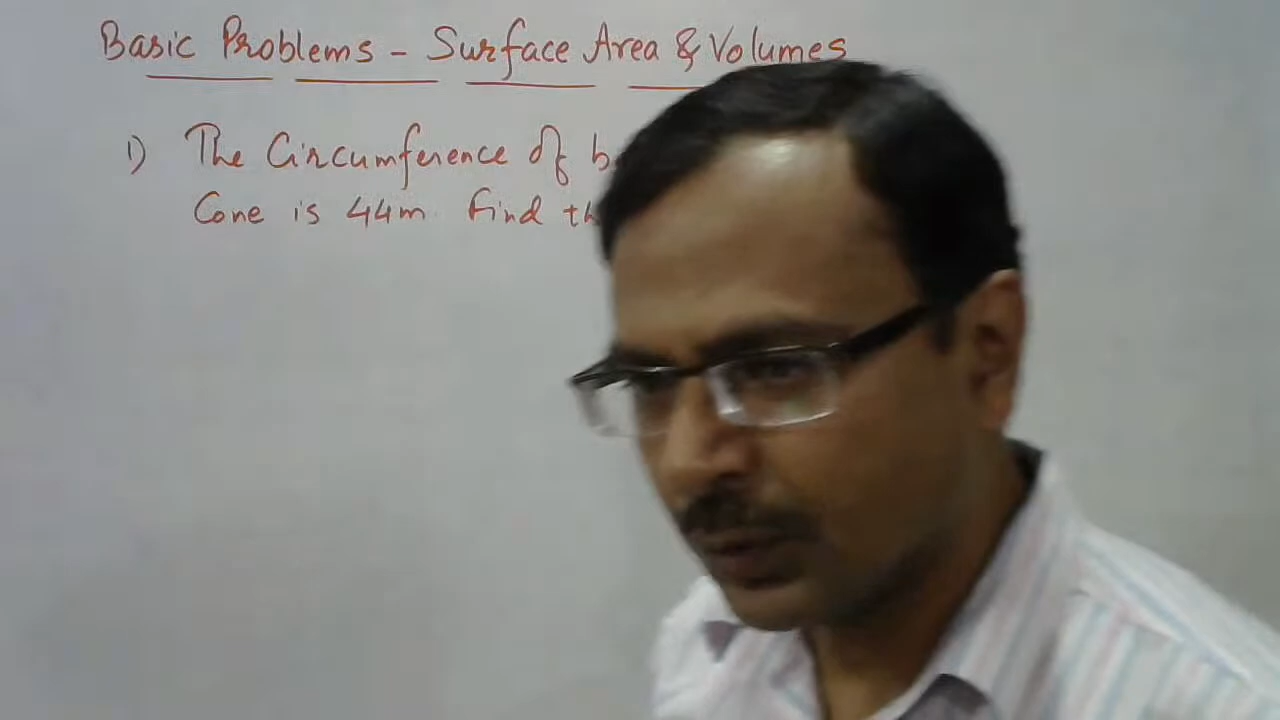 Basic Problems - Surface Area & Volumes
1) The Circumference of
Cone is 44m. Find